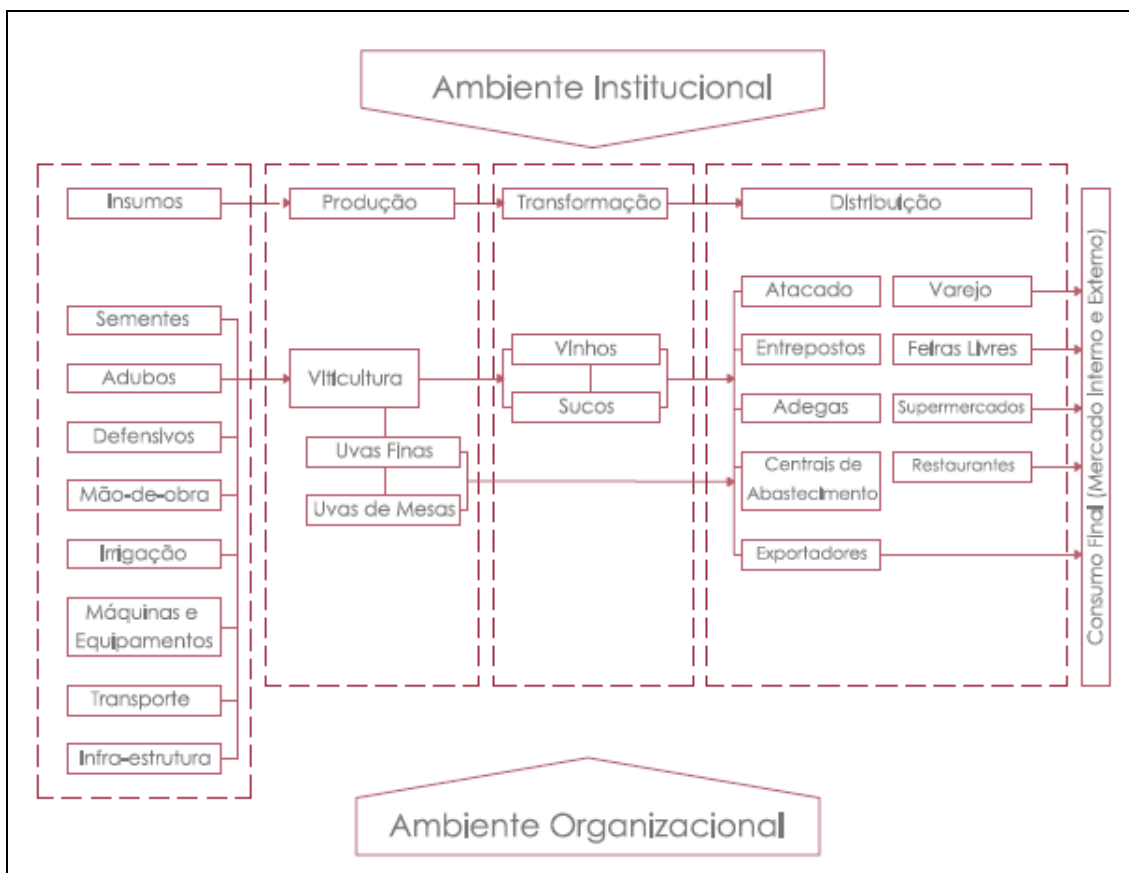 Ambiente Institucional
Insumos
Produção
Transformação
Distribuição
Sementes
Adubos
Defensivos
Mão-de-obra
Irrigação
Máquinas e
Equipamentos
Transporte
Infra-estrutura
Viticultura
Uvas Finas
Uvas de Mesas
Vinhos
Sucos
Atacado
Varejo
Entrepostos
Feiras Livres
Adegas
Supermercados
Centrais de
Abastecimento
Restaurantes
Exportadores
Consumo Final (Mercado Interno e Externo)
Ambiente Organizacional